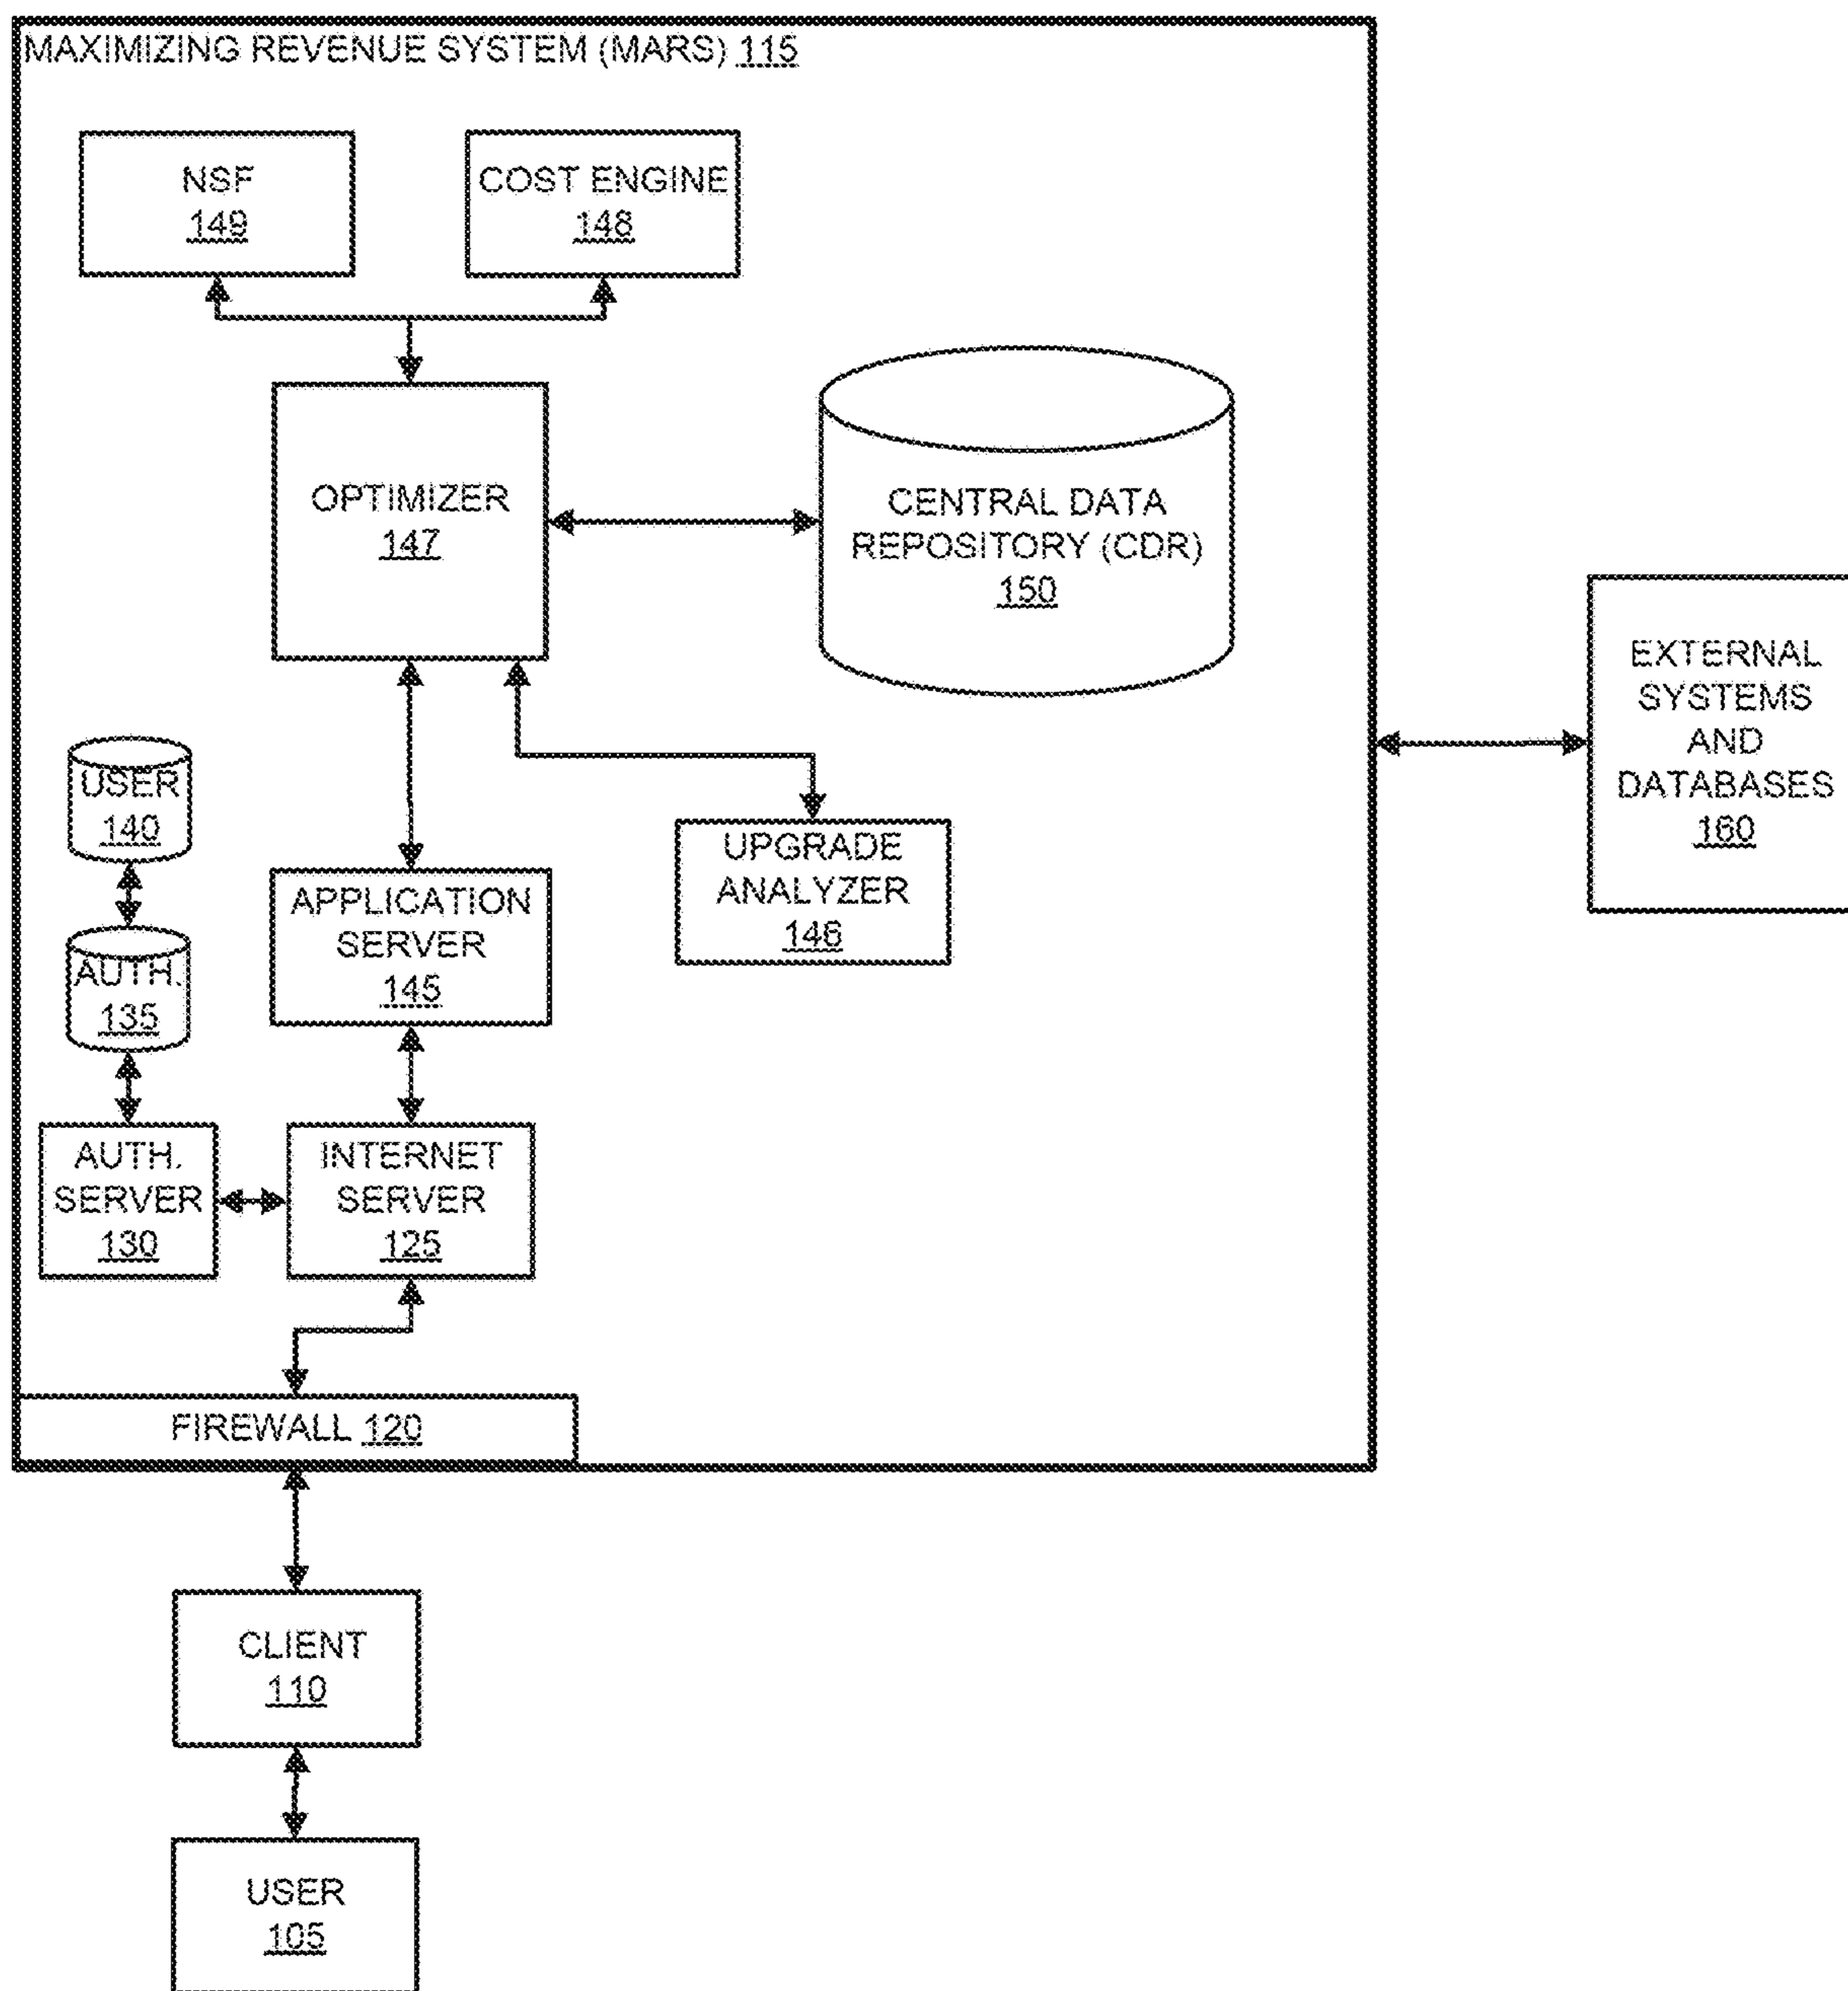 MAXIMIZING REVENUE SYSTEM (MARS) 115
NSF
149
COST ENGINE
148
OPTIMIZER
147
CENTRAL DATA
REPOSITORY (CDR)
150
EXTERNAL
SYSTEMS
AND
DATABASES
160
USER
140
UPGRADE
ANALYZER
146
APPLICATION
SERVER
145
AUTH.
135
AUTH.
SERVER
130
INTERNET
SERVER
125
FIREWALL 120
CLIENT
110
USER
105